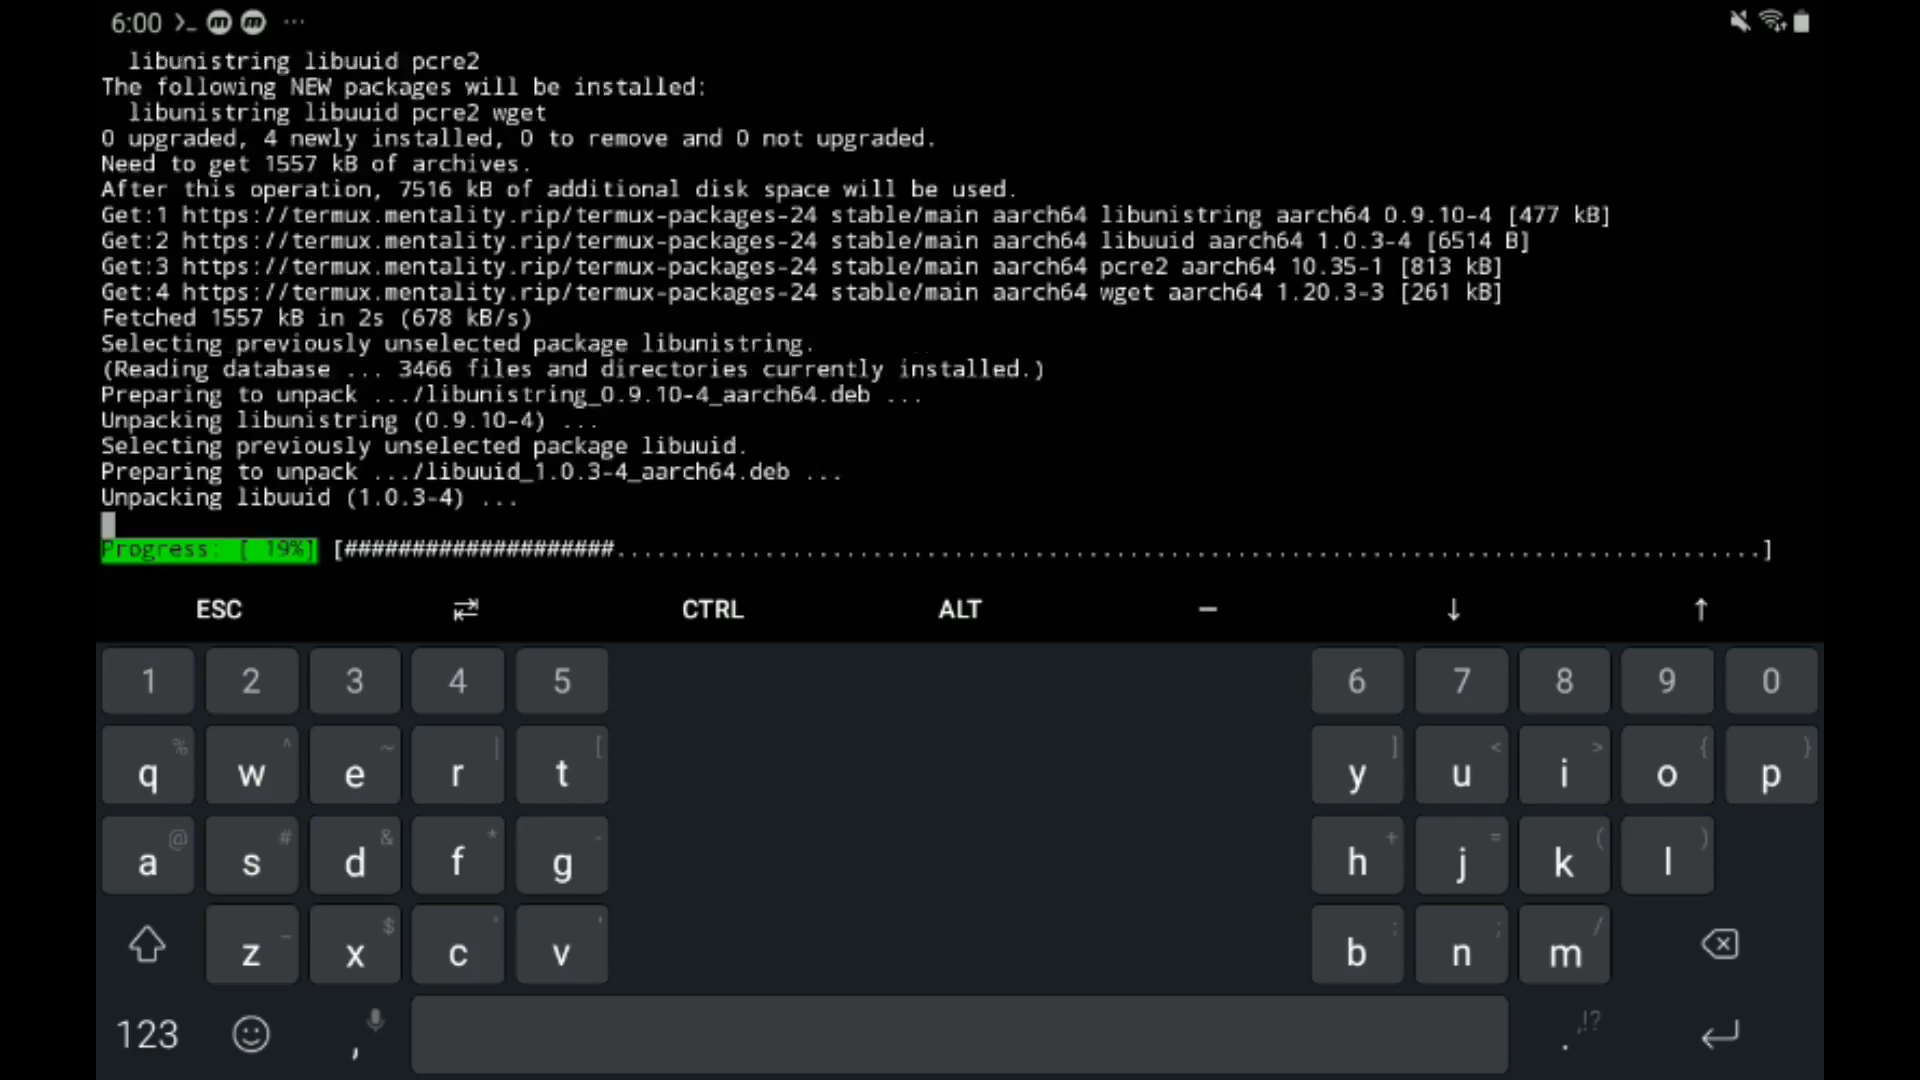 6:00 >_ m m ...
libunistring libuuid pcre2
The following NEW packages will be installed:
libunistring libuuid pcre2 wget
0 upgraded, 4 newly installed, 0 to remove and 0 not upgraded.
Need to get 1557 kB of archives.
After this operation, 7516 kB of additional disk space will be used.
Get:1 https://termux.mentality.rip/termux-packages-24 stable/main aarch64 libunistring aarch64 0.9.10-4 [477 kB]
Get:2 https://termux.mentality.rip/termux-packages-24 stable/main aarch64 libuuid aarch64 1.0.3-4 [6514 B]
Get:3 https://termux.mentality.rip/termux-packages-24 stable/main aarch64 pcre2 aarch64 10.35-1 [813 kB]
Get:4 https://termux.mentality.rip/termux-packages-24 stable/main aarch64 wget aarch64 1.20.3-3 [261 kB]
Fetched 1557 kB in 2s (678 kB/s)
Selecting previously unselected package libunistring.
(Reading database ... 3466 files and directories currently installed.)
Preparing to unpack .../libunistring_0.9.10-4_aarch64.deb ...
Unpacking libunistring (0.9.10-4) ...
Selecting previously unselected package libuuid.
Preparing to unpack .../libuuid_1.0.3-4_aarch64.deb ...
Unpacking libuuid (1.0.3-4) ...
Progress: [ 19%] [####################.....................................................................................]
ESC ⇄ CTRL ALT — ↓ ↑
1 2 3 4 5 6 7 8 9 0
% ^ ~ | [ ] < > { }
q w e r t y u i o p
@ # & * - + = ( )
a s d f g h j k l
_ $ " ' : ; /
z x c v b n m
123 , .
,!?